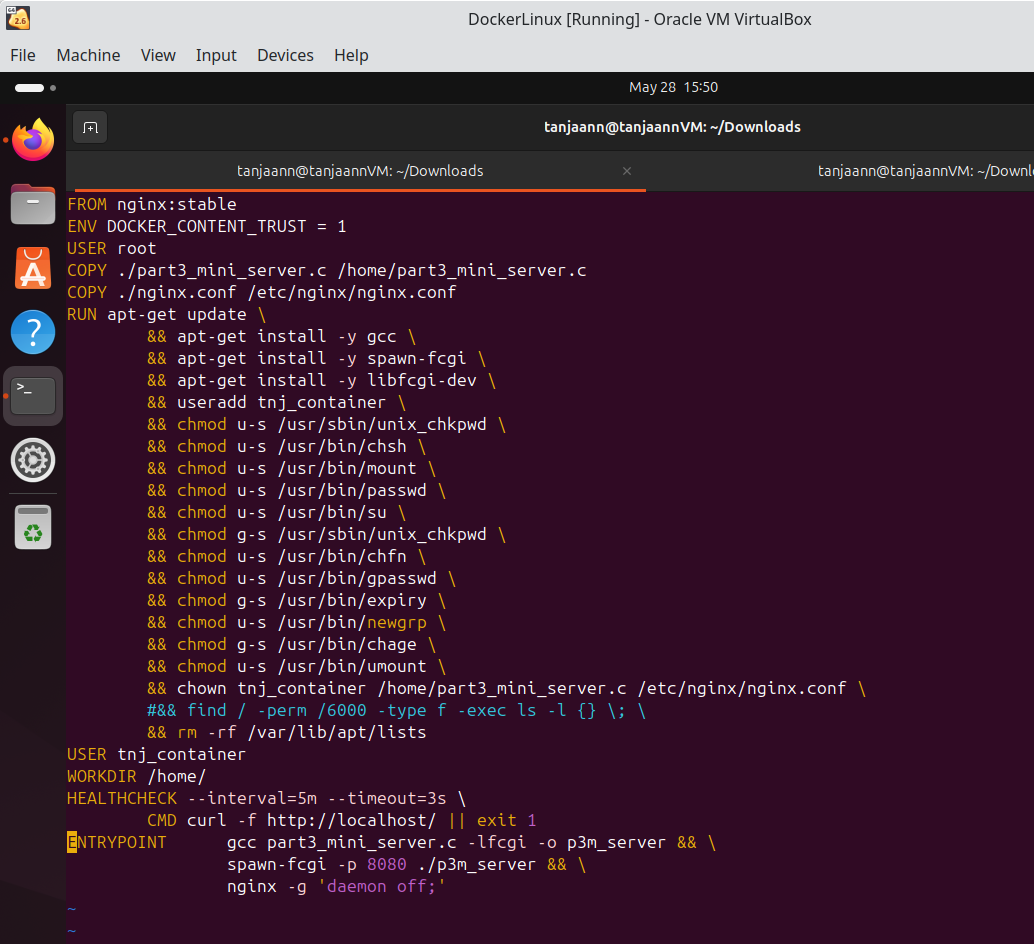 DockerLinux [Running] - Oracle VM VirtualBox
File Machine View Input Devices Help
May 28 15:50
tanjaann@tanjaannVM: ~/Downloads
tanjaann@tanjaannVM: ~/Downloads × tanjaann@tanjaannVM: ~/Downl
FROM nginx:stable
ENV DOCKER_CONTENT_TRUST = 1
USER root
COPY ./part3_mini_server.c /home/part3_mini_server.c
COPY ./nginx.conf /etc/nginx/nginx.conf
RUN apt-get update \
&& apt-get install -y gcc \
&& apt-get install -y spawn-fcgi \
&& apt-get install -y libfcgi-dev \
&& useradd tnj_container \
&& chmod u-s /usr/sbin/unix_chkpwd \
&& chmod u-s /usr/bin/chsh \
&& chmod u-s /usr/bin/mount \
&& chmod u-s /usr/bin/passwd \
&& chmod u-s /usr/bin/su \
&& chmod g-s /usr/sbin/unix_chkpwd \
&& chmod u-s /usr/bin/chfn \
&& chmod u-s /usr/bin/gpasswd \
&& chmod g-s /usr/bin/expiry \
&& chmod u-s /usr/bin/newgrp \
&& chmod g-s /usr/bin/chage \
&& chmod u-s /usr/bin/umount \
&& chown tnj_container /home/part3_mini_server.c /etc/nginx/nginx.conf \
#&& find / -perm /6000 -type f -exec ls -l {} \; \
&& rm -rf /var/lib/apt/lists
USER tnj_container
WORKDIR /home/
HEALTHCHECK --interval=5m --timeout=3s \
CMD curl -f http://localhost/ || exit 1
ENTRYPOINT gcc part3_mini_server.c -lfcgi -o p3m_server && \
spawn-fcgi -p 8080 ./p3m_server && \
nginx -g 'daemon off;'
~
~